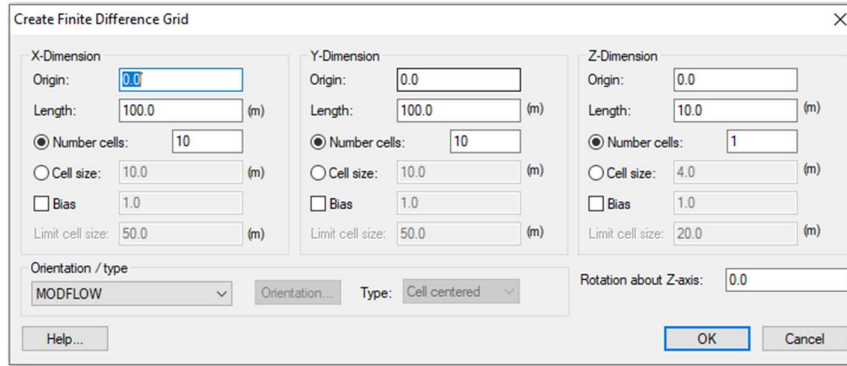 Create Finite Difference Grid
X-Dimension
Origin: 0.0
Length: 100.0 (m)
Number cells: 10
Cell size: 10.0 (m)
Bias 1.0
Limit cell size: 50.0 (m)
Y-Dimension
Origin: 0.0
Length: 100.0 (m)
Number cells: 10
Cell size: 10.0 (m)
Bias 1.0
Limit cell size: 50.0 (m)
Z-Dimension
Origin: 0.0
Length: 10.0 (m)
Number cells: 1
Cell size: 4.0 (m)
Bias 1.0
Limit cell size: 20.0 (m)
Orientation / type
MODFLOW Orientation... Type: Cell centered
Rotation about Z-axis: 0.0
Help... OK Cancel